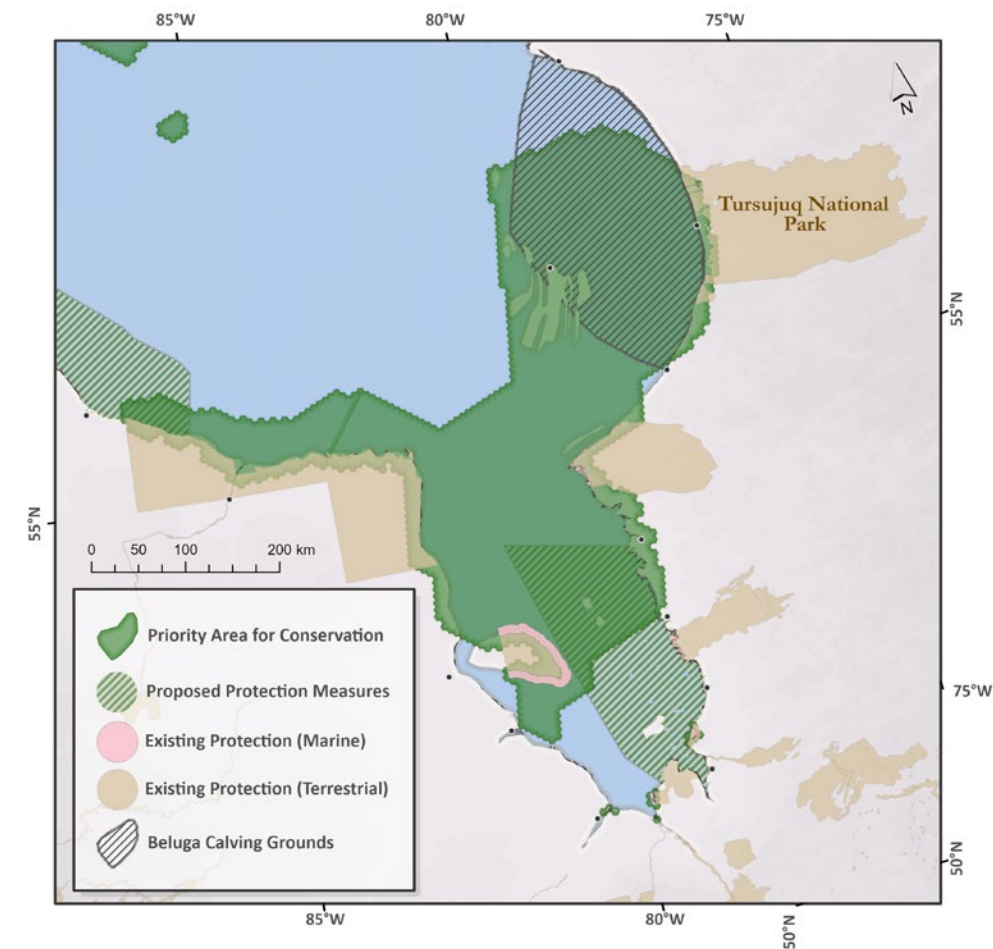 85°W
80°W
75°W
N
Tursujuq National
Park
55°N
55°N
0 50 100 200 km
Priority Area for Conservation
Proposed Protection Measures
Existing Protection (Marine)
Existing Protection (Terrestrial)
Beluga Calving Grounds
75°W
50°N
85°W
80°W
50°N